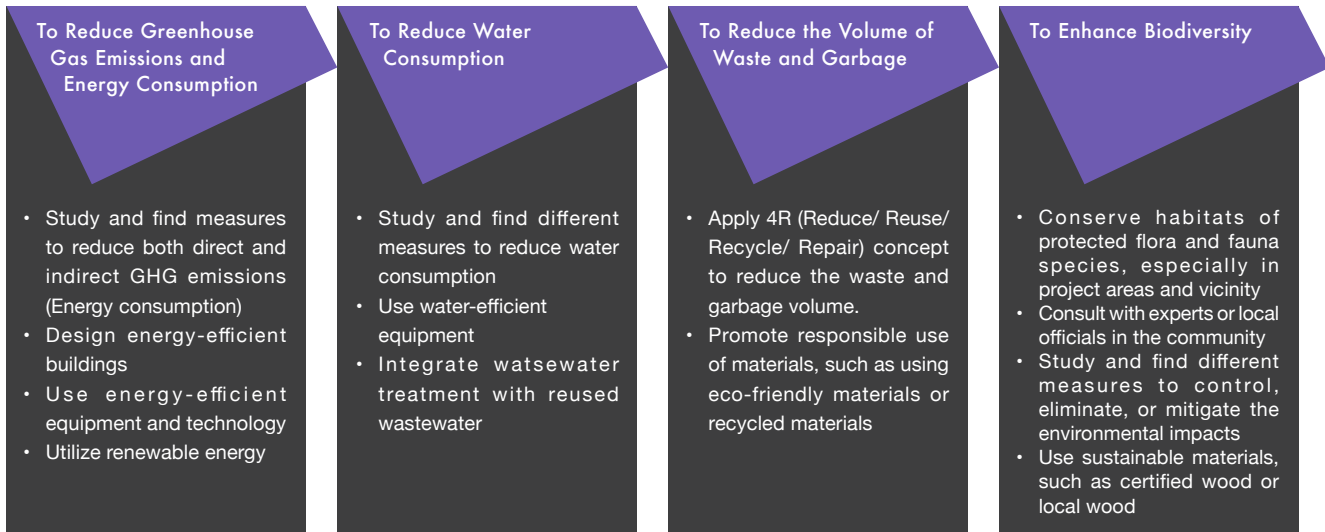 To Reduce Greenhouse
Gas Emissions and
Energy Consumption
• Study and find measures
to reduce both direct and
indirect GHG emissions
(Energy consumption)
• Design energy-efficient
buildings
• Use energy-efficient
equipment and technology
• Utilize renewable energy
To Reduce Water
Consumption
• Study and find different
measures to reduce water
consumption
• Use water-efficient
equipment
• Integrate watsewater
treatment with reused
wastewater
To Reduce the Volume of
Waste and Garbage
• Apply 4R (Reduce/ Reuse/
Recycle/ Repair) concept
to reduce the waste and
garbage volume.
• Promote responsible use
of materials, such as using
eco-friendly materials or
recycled materials
To Enhance Biodiversity
• Conserve habitats of
protected flora and fauna
species, especially in
project areas and vicinity
• Consult with experts or local
officials in the community
• Study and find different
measures to control,
eliminate, or mitigate the
environmental impacts
• Use sustainable materials,
such as certified wood or
local wood